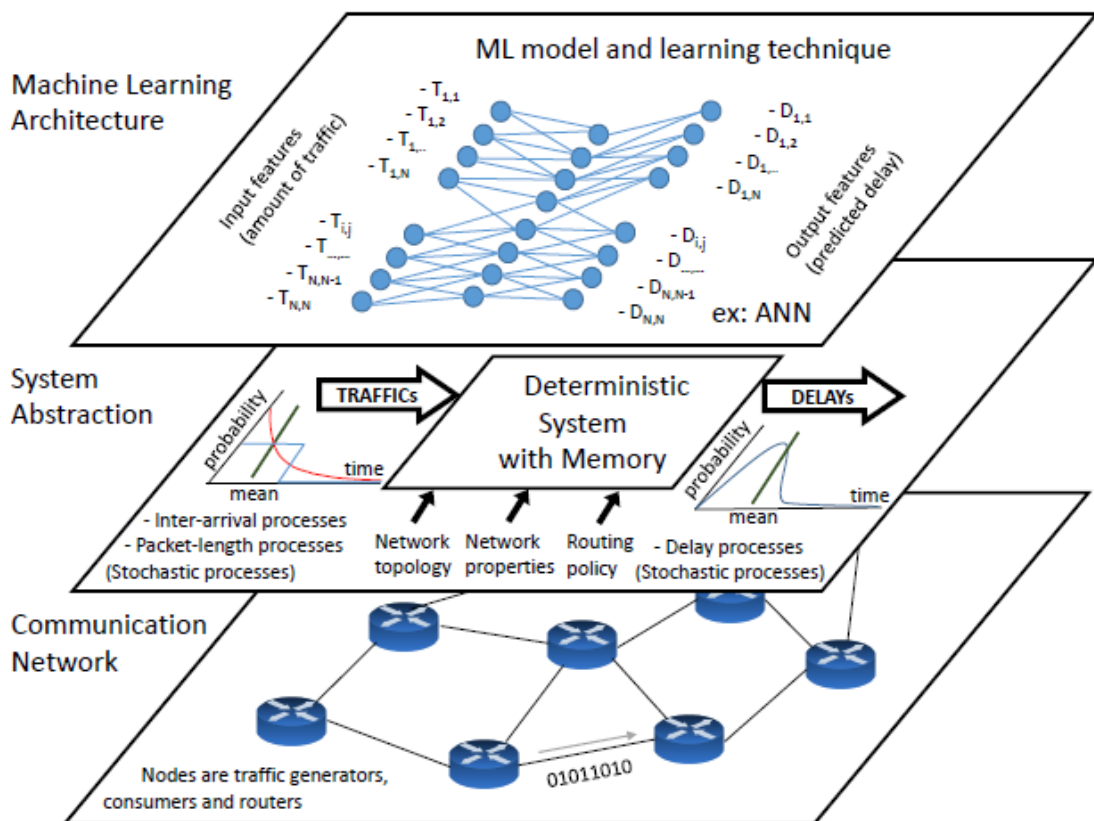 ML model and learning technique
Machine Learning
Architecture
Input features
(amount of traffic)
- T1,1
- T1,2
- T1,..
- T1,N
- Ti,j
- T...,...
- TN,N-1
- TN,N
- D1,1
- D1,2
- D1,...
- D1,N
- Di,j
- D...,...
- DN,N-1
- DN,N
Output features
(predicted delay)
ex: ANN
System
Abstraction
TRAFFICs
Deterministic
System
with Memory
DELAYs
probability
time
mean
- Inter-arrival processes
- Packet-length processes
(Stochastic processes)
Network
topology
Network
properties
Routing
policy
probability
time
mean
- Delay processes
(Stochastic processes)
Communication
Network
01011010
Nodes are traffic generators,
consumers and routers